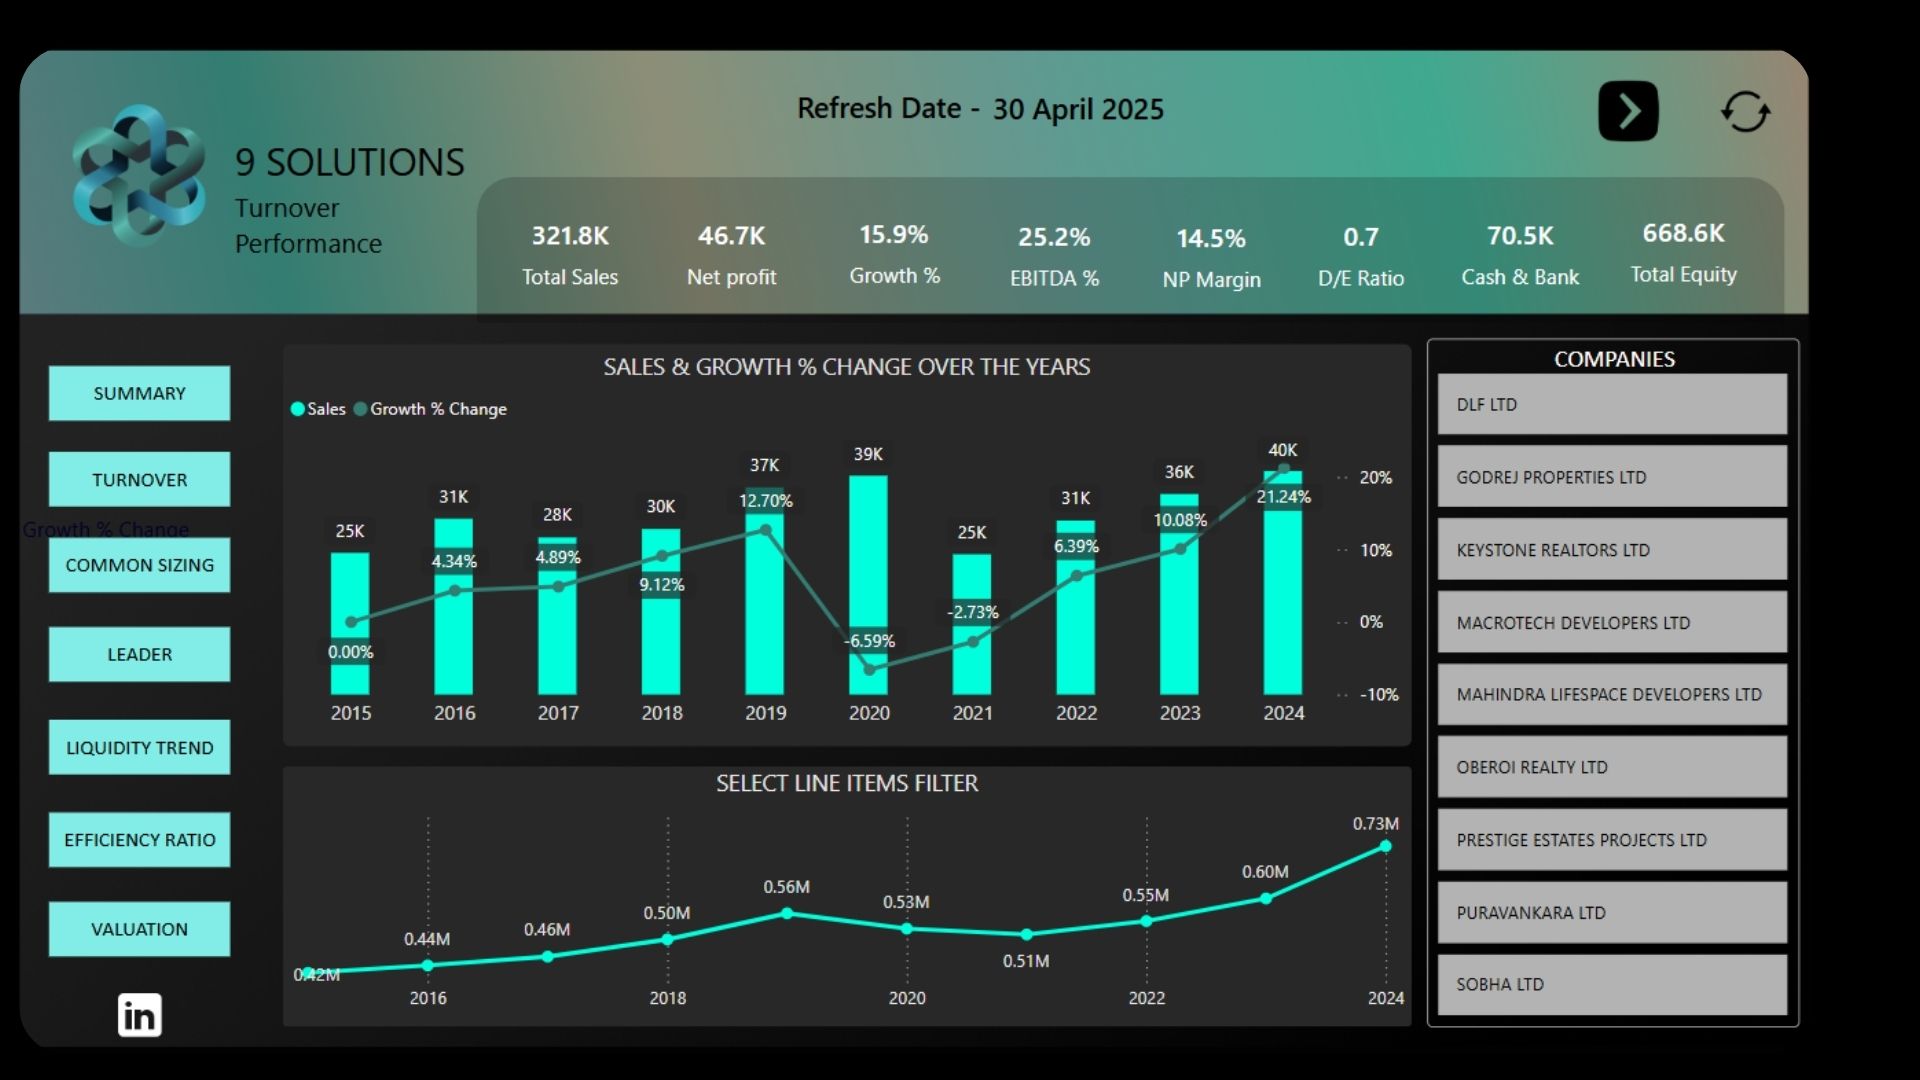 Refresh Date - 30 April 2025
9 SOLUTIONS
Turnover
Performance
321.8K
Total Sales
46.7K
Net profit
15.9%
Growth %
25.2%
EBITDA %
14.5%
NP Margin
0.7
D/E Ratio
70.5K
Cash & Bank
668.6K
Total Equity
SUMMARY
TURNOVER
Growth % Change
COMMON SIZING
LEADER
LIQUIDITY TREND
EFFICIENCY RATIO
VALUATION
in
SALES & GROWTH % CHANGE OVER THE YEARS
Sales Growth % Change
25K 31K 28K 30K 37K 39K 25K 31K 36K 40K
0.00% 4.34% 4.89% 9.12% 12.70% -6.59% -2.73% 6.39% 10.08% 21.24%
20%
10%
0%
-10%
2015 2016 2017 2018 2019 2020 2021 2022 2023 2024
SELECT LINE ITEMS FILTER
0.42M 0.44M 0.46M 0.50M 0.56M 0.53M 0.51M 0.55M 0.60M 0.73M
2016 2018 2020 2022 2024
COMPANIES
DLF LTD
GODREJ PROPERTIES LTD
KEYSTONE REALTORS LTD
MACROTECH DEVELOPERS LTD
MAHINDRA LIFESPACE DEVELOPERS LTD
OBEROI REALTY LTD
PRESTIGE ESTATES PROJECTS LTD
PURAVANKARA LTD
SOBHA LTD